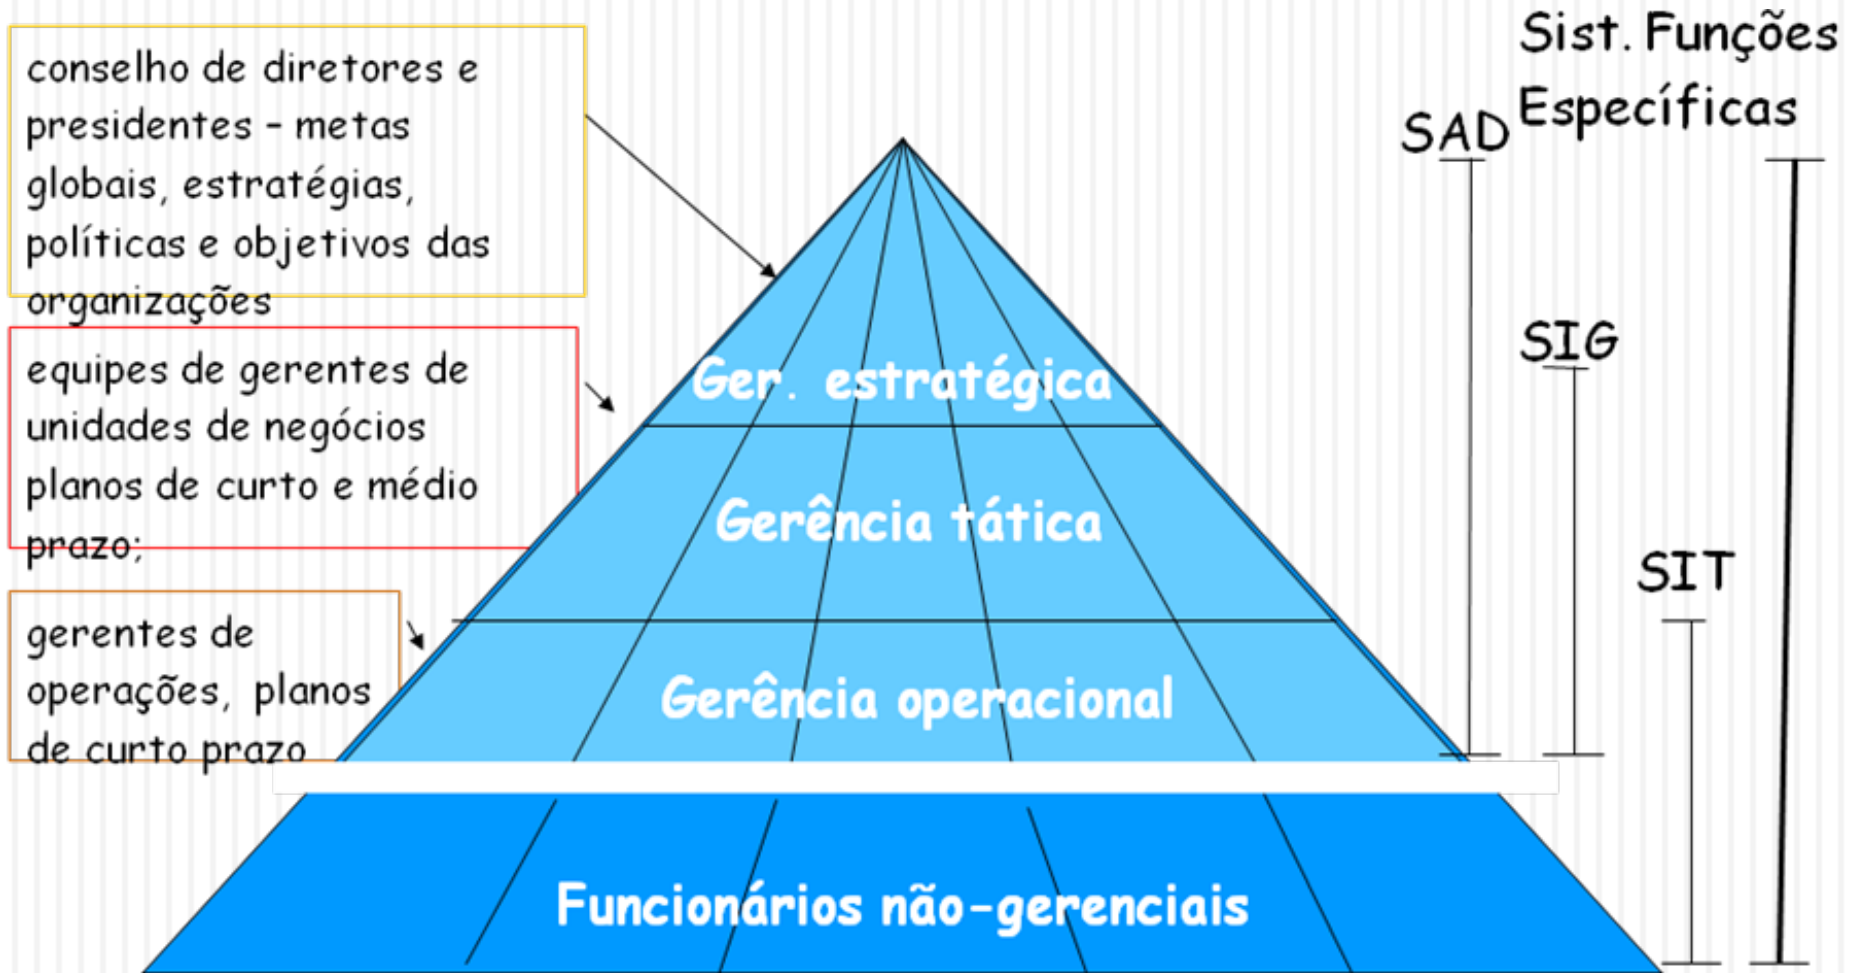 conselho de diretores e
presidentes – metas
globais, estratégias,
políticas e objetivos das
organizações
equipes de gerentes de
unidades de negócios
planos de curto e médio
prazo;
gerentes de
operações, planos
de curto prazo
Ger. estratégica
Gerência tática
Gerência operacional
Funcionários não-gerenciais
SAD
Sist. Funções
Específicas
SIG
SIT